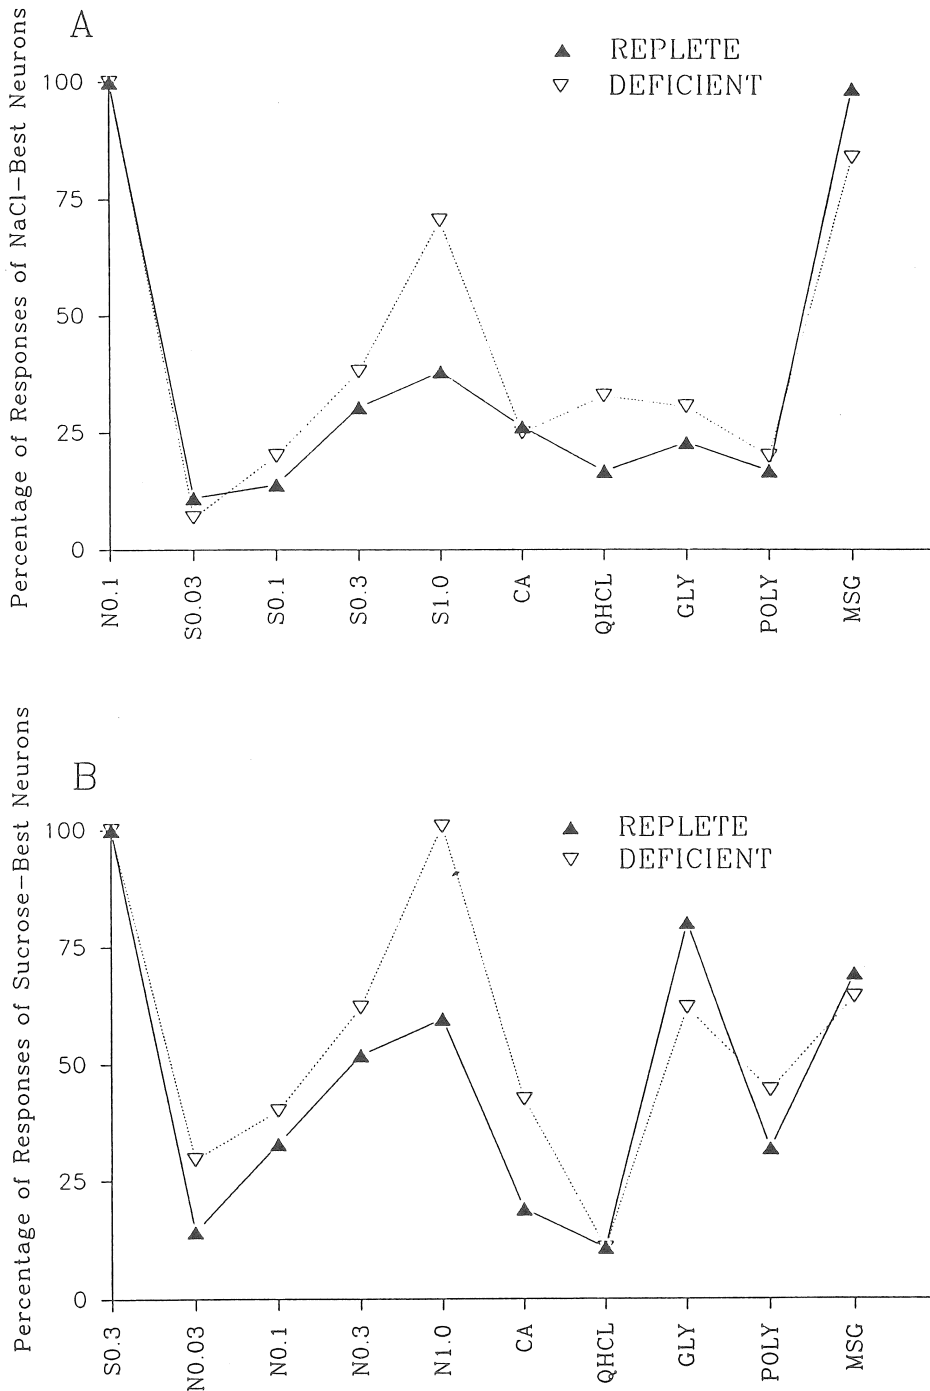 A
REPLETE
DEFICIENT
Percentage of Responses of NaCl-Best Neurons
100
75
50
25
0
N0.1 S0.03 S0.1 S0.3 S1.0 CA QHCL GLY POLY MSG
B
REPLETE
DEFICIENT
Percentage of Responses of Sucrose-Best Neurons
100
75
50
25
0
S0.3 N0.03 N0.1 N0.3 N1.0 CA QHCL GLY POLY MSG